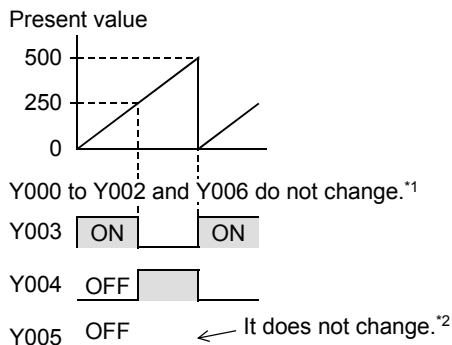 Present value
500
250
0
Y000 to Y002 and Y006 do not change.*1
Y003 ON ON
Y004 OFF
Y005 OFF It does not change.*2